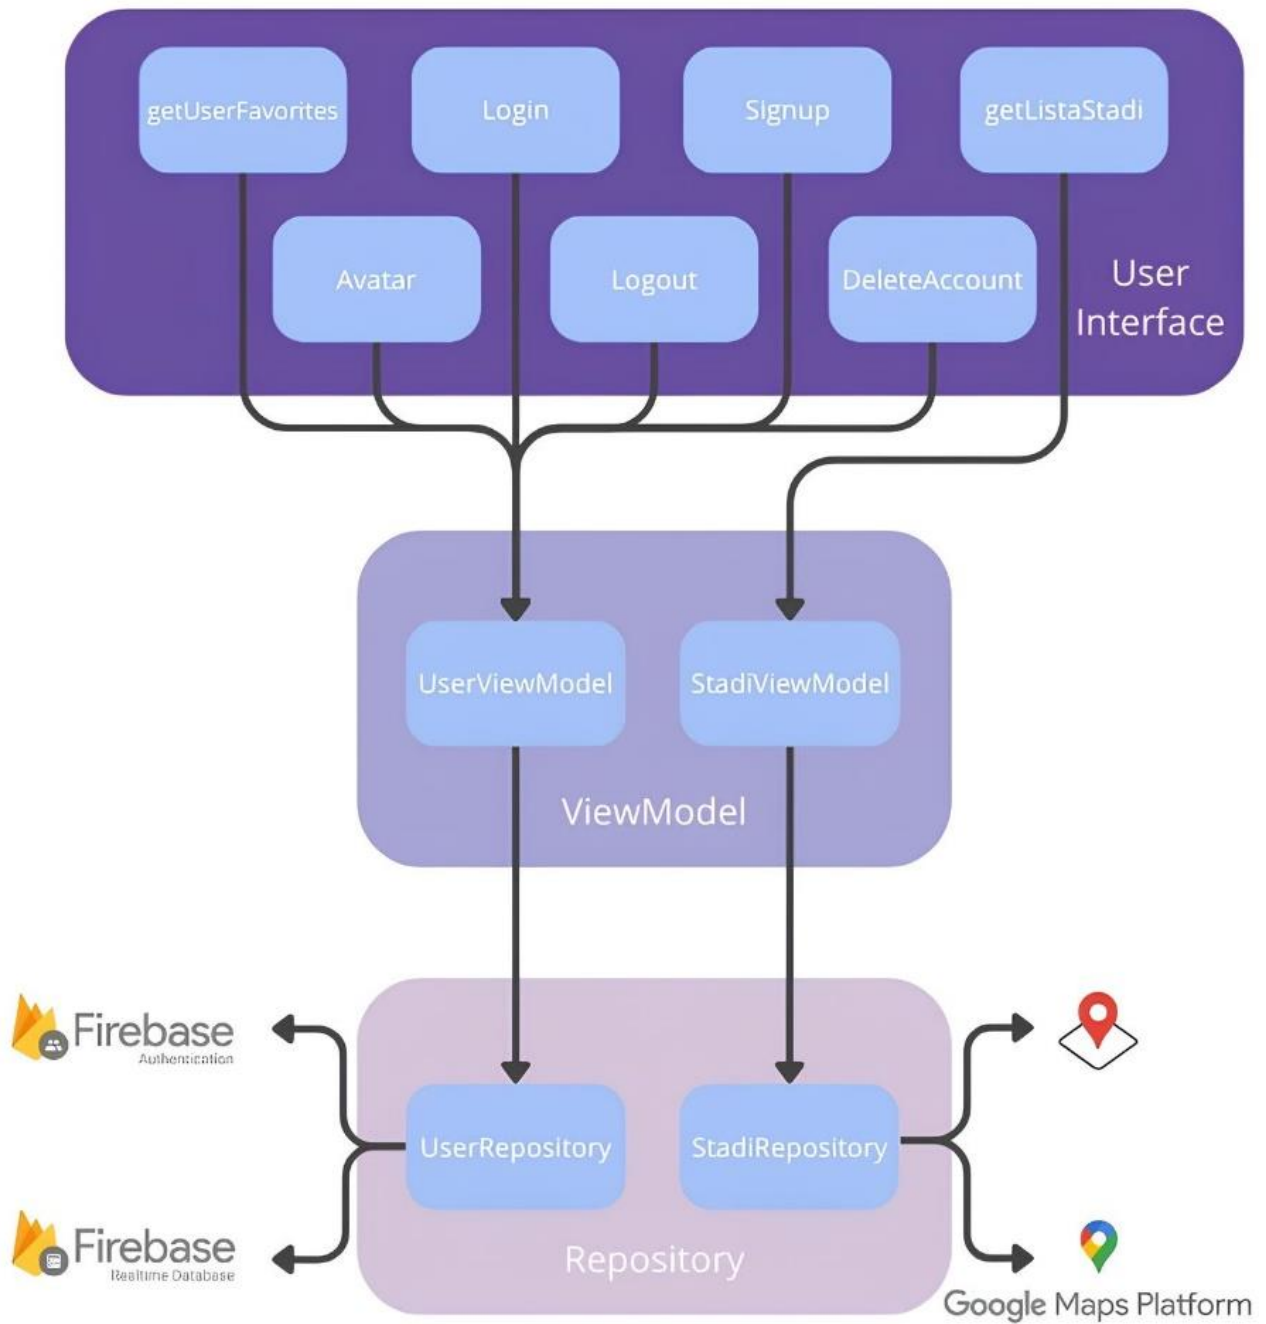 getUserFavorites
Login
Signup
getListaStadi
Avatar
Logout
DeleteAccount
User
Interface
UserViewModel
StadiViewModel
ViewModel
Firebase
Authentication
UserRepository
StadiRepository
Firebase
Realtime Database
Repository
Google Maps Platform